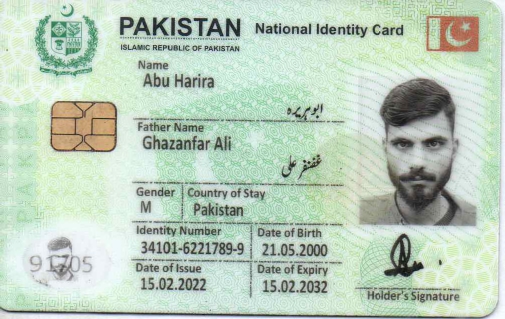 PAKISTAN National Identity Card
ISLAMIC REPUBLIC OF PAKISTAN
Name
Abu Harira
ابو ہریرہ
Father Name
Ghazanfar Ali
غضنفر علی
Gender Country of Stay
M Pakistan
Identity Number Date of Birth
34101-6221789-9 21.05.2000
Date of Issue Date of Expiry
15.02.2022 15.02.2032
Holder's Signature